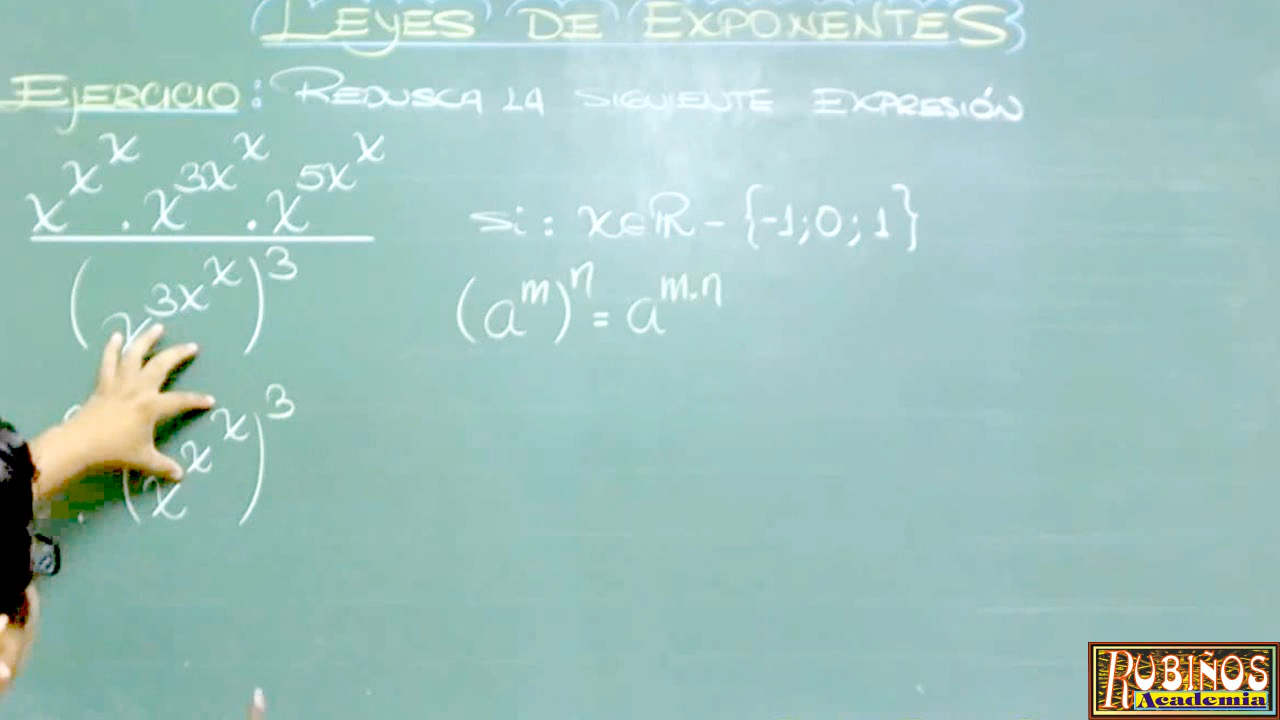 LEYES DE EXPONENTES
EJERCICIO: REDUSCA LA SIGUIENTE EXPRESIÓN
x^{x^x} . x^{3x^x} . x^{5x^x}
(x^{3x^x})^3
si: x∈ℝ - {-1; 0; 1}
(a^m)^n = a^{m.n}
(x^{x^x})^3
RUBIÑOS
Academia